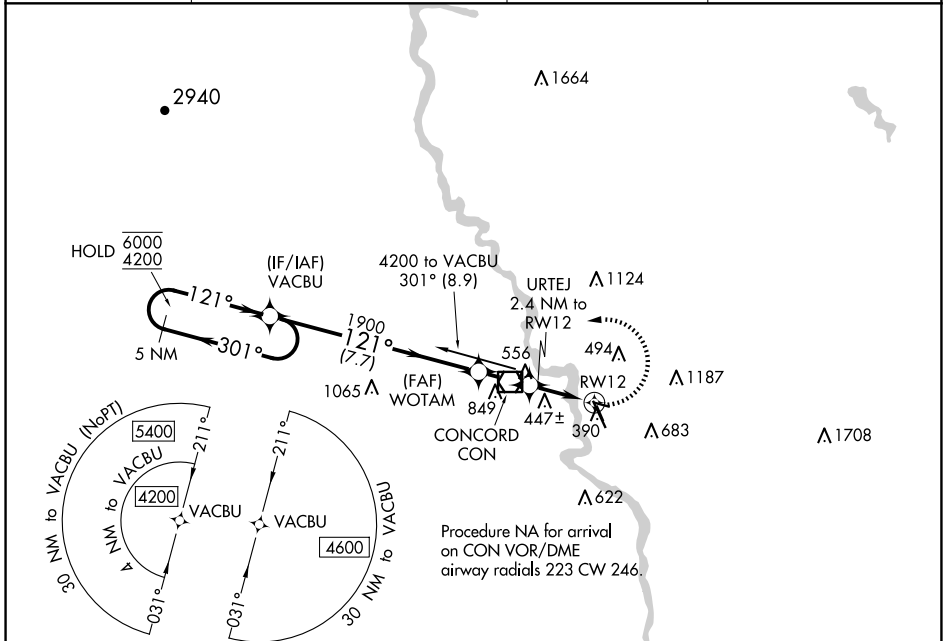 1664
2940
HOLD 6000
4200
(IF/IAF)
VACBU
4200 to VACBU
301° (8.9)
URTEJ
2.4 NM to
RW12
1124
121°
301°
5 NM
1900
121°
(7.7)
556
494
1065
(FAF)
WOTAM
RW12
1187
849
447±
390
683
1708
CONCORD
CON
622
30 NM to VACBU (NoPT)
5400
211°
4 NM to VACBU
4200
VACBU
031°
211°
VACBU
4600
30 NM to VACBU
031°
Procedure NA for arrival
on CON VOR/DME
airway radials 223 CW 246.